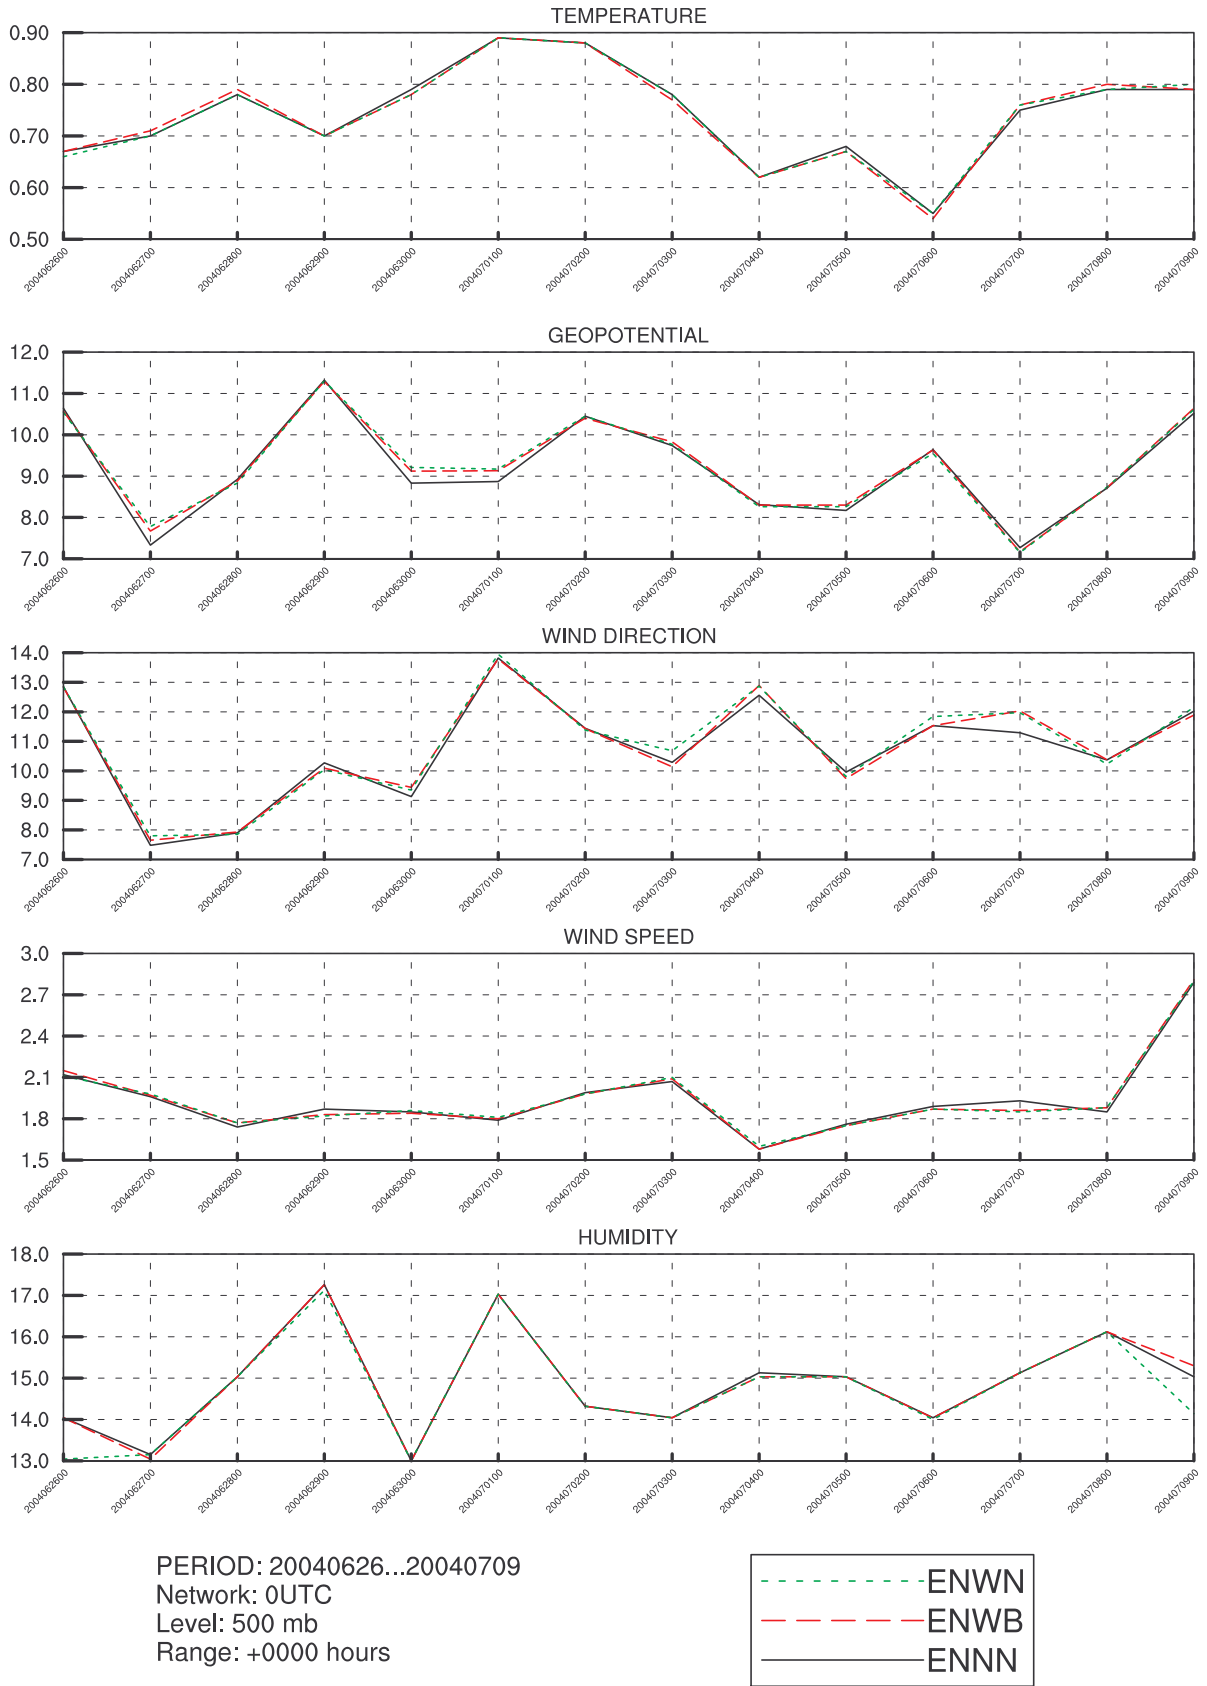 TEMPERATURE
0.90
0.80
0.70
0.60
0.50
2004062600 2004062700 2004062800 2004062900 2004063000 2004070100 2004070200 2004070300 2004070400 2004070500 2004070600 2004070700 2004070800 2004070900
GEOPOTENTIAL
12.0
11.0
10.0
9.0
8.0
7.0
2004062600 2004062700 2004062800 2004062900 2004063000 2004070100 2004070200 2004070300 2004070400 2004070500 2004070600 2004070700 2004070800 2004070900
WIND DIRECTION
14.0
13.0
12.0
11.0
10.0
9.0
8.0
7.0
2004062600 2004062700 2004062800 2004062900 2004063000 2004070100 2004070200 2004070300 2004070400 2004070500 2004070600 2004070700 2004070800 2004070900
WIND SPEED
3.0
2.7
2.4
2.1
1.8
1.5
2004062600 2004062700 2004062800 2004062900 2004063000 2004070100 2004070200 2004070300 2004070400 2004070500 2004070600 2004070700 2004070800 2004070900
HUMIDITY
18.0
17.0
16.0
15.0
14.0
13.0
2004062600 2004062700 2004062800 2004062900 2004063000 2004070100 2004070200 2004070300 2004070400 2004070500 2004070600 2004070700 2004070800 2004070900
PERIOD: 20040626...20040709
Network: 0UTC
Level: 500 mb
Range: +0000 hours
ENWN
ENWB
ENNN